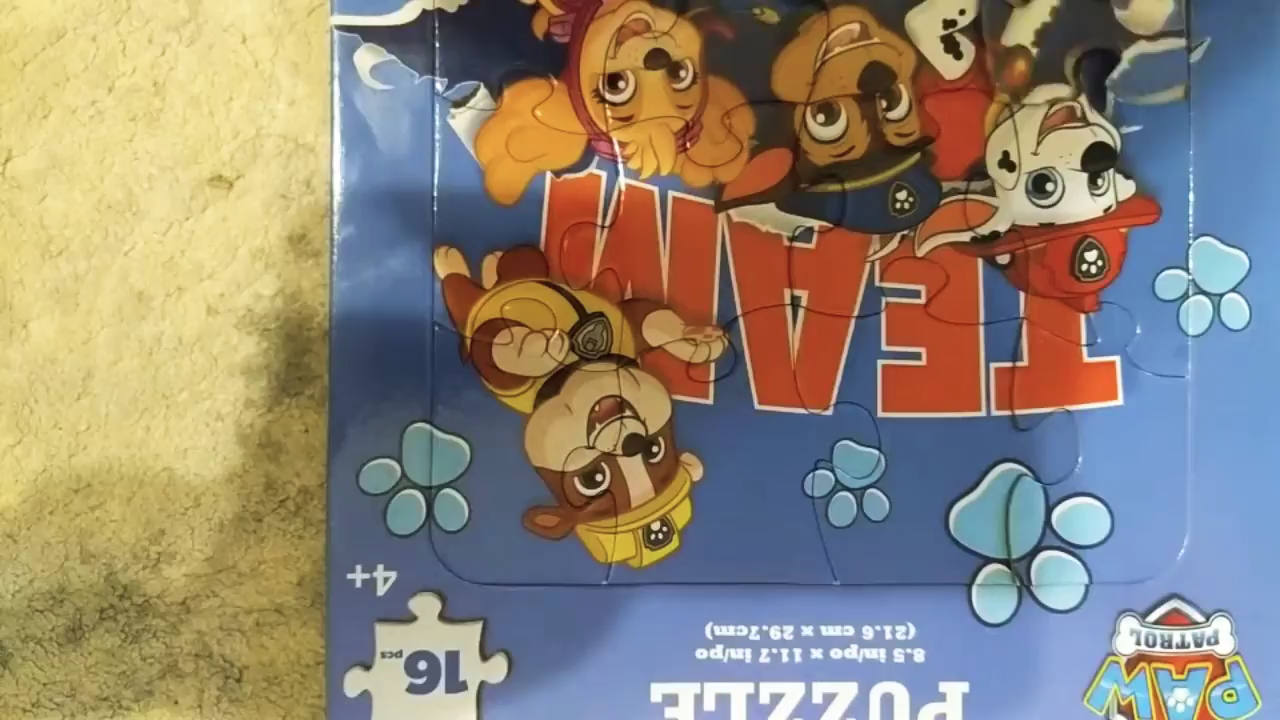 PAW
PATROL
PUZZLE
8.5 in/po x 11.7 in/po
(21.6 cm x 29.7cm)
16
pcs
4+
TEAM